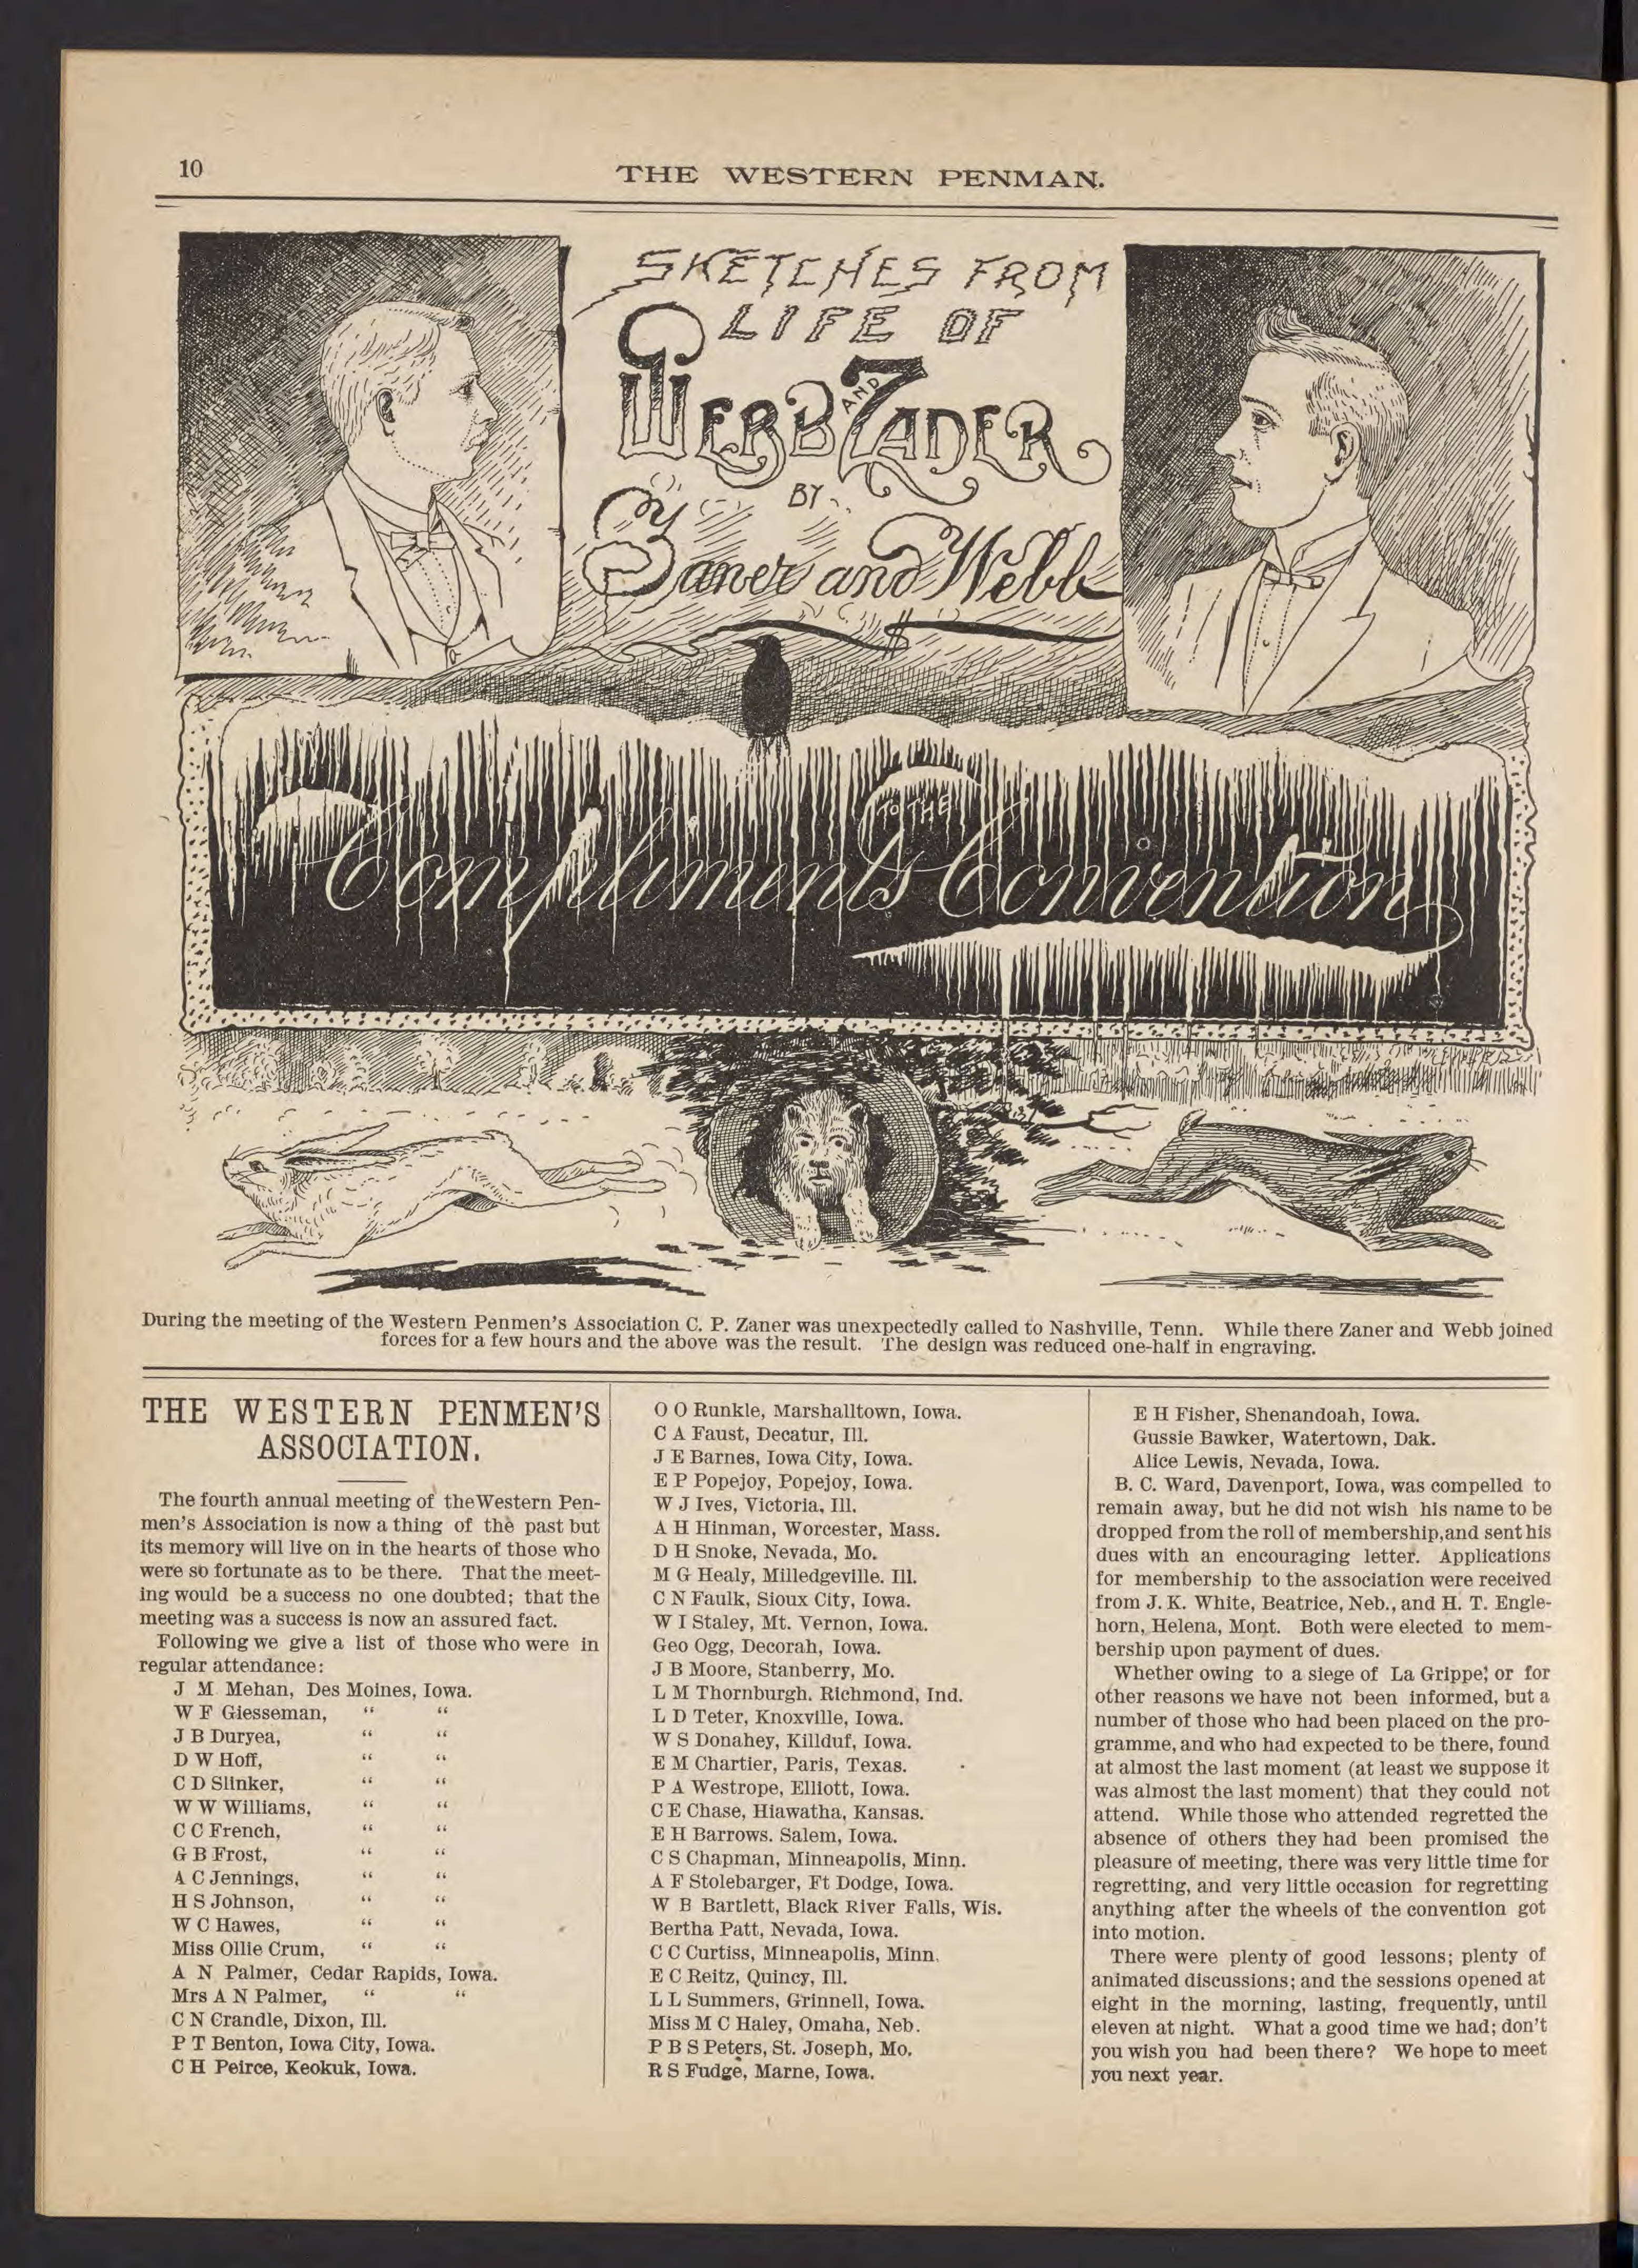 10
THE WESTERN PENMAN.
SKETCHES FROM
LIFE OF
WEBB AND ZANER
BY
Zaner and Webb
TO THE
Compliments Convention
During the meeting of the Western Penmen's Association C. P. Zaner was unexpectedly called to Nashville, Tenn. While there Zaner and Webb joined
forces for a few hours and the above was the result. The design was reduced one-half in engraving.
THE WESTERN PENMEN'S
ASSOCIATION.
The fourth annual meeting of theWestern Pen-
men's Association is now a thing of the past but
its memory will live on in the hearts of those who
were so fortunate as to be there. That the meet-
ing would be a success no one doubted; that the
meeting was a success is now an assured fact.
Following we give a list of those who were in
regular attendance:
J M Mehan, Des Moines, Iowa.
W F Giesseman, “ “
J B Duryea, “ “
D W Hoff, “ “
C D Slinker, “ “
W W Williams, “ “
C C French, “ “
G B Frost, “ “
A C Jennings, “ “
H S Johnson, “ “
W C Hawes, “ “
Miss Ollie Crum, “ “
A N Palmer, Cedar Rapids, Iowa.
Mrs A N Palmer, “ “
C N Crandle, Dixon, Ill.
P T Benton, Iowa City, Iowa.
C H Peirce, Keokuk, Iowa.
O O Runkle, Marshalltown, Iowa.
C A Faust, Decatur, Ill.
J E Barnes, Iowa City, Iowa.
E P Popejoy, Popejoy, Iowa.
W J Ives, Victoria, Ill.
A H Hinman, Worcester, Mass.
D H Snoke, Nevada, Mo.
M G Healy, Milledgeville. Ill.
C N Faulk, Sioux City, Iowa.
W I Staley, Mt. Vernon, Iowa.
Geo Ogg, Decorah, Iowa.
J B Moore, Stanberry, Mo.
L M Thornburgh. Richmond, Ind.
L D Teter, Knoxville, Iowa.
W S Donahey, Killduf, Iowa.
E M Chartier, Paris, Texas.
P A Westrope, Elliott, Iowa.
C E Chase, Hiawatha, Kansas.
E H Barrows. Salem, Iowa.
C S Chapman, Minneapolis, Minn.
A F Stolebarger, Ft Dodge, Iowa.
W B Bartlett, Black River Falls, Wis.
Bertha Patt, Nevada, Iowa.
C C Curtiss, Minneapolis, Minn.
E C Reitz, Quincy, Ill.
L L Summers, Grinnell, Iowa.
Miss M C Haley, Omaha, Neb.
P B S Peters, St. Joseph, Mo.
R S Fudge, Marne, Iowa.
E H Fisher, Shenandoah, Iowa.
Gussie Bawker, Watertown, Dak.
Alice Lewis, Nevada, Iowa.
B. C. Ward, Davenport, Iowa, was compelled to
remain away, but he did not wish his name to be
dropped from the roll of membership,and sent his
dues with an encouraging letter. Applications
for membership to the association were received
from J. K. White, Beatrice, Neb., and H. T. Engle-
horn, Helena, Mont. Both were elected to mem-
bership upon payment of dues.
Whether owing to a siege of La Grippe; or for
other reasons we have not been informed, but a
number of those who had been placed on the pro-
gramme, and who had expected to be there, found
at almost the last moment (at least we suppose it
was almost the last moment) that they could not
attend. While those who attended regretted the
absence of others they had been promised the
pleasure of meeting, there was very little time for
regretting, and very little occasion for regretting
anything after the wheels of the convention got
into motion.
There were plenty of good lessons; plenty of
animated discussions; and the sessions opened at
eight in the morning, lasting, frequently, until
eleven at night. What a good time we had; don't
you wish you had been there? We hope to meet
you next year.